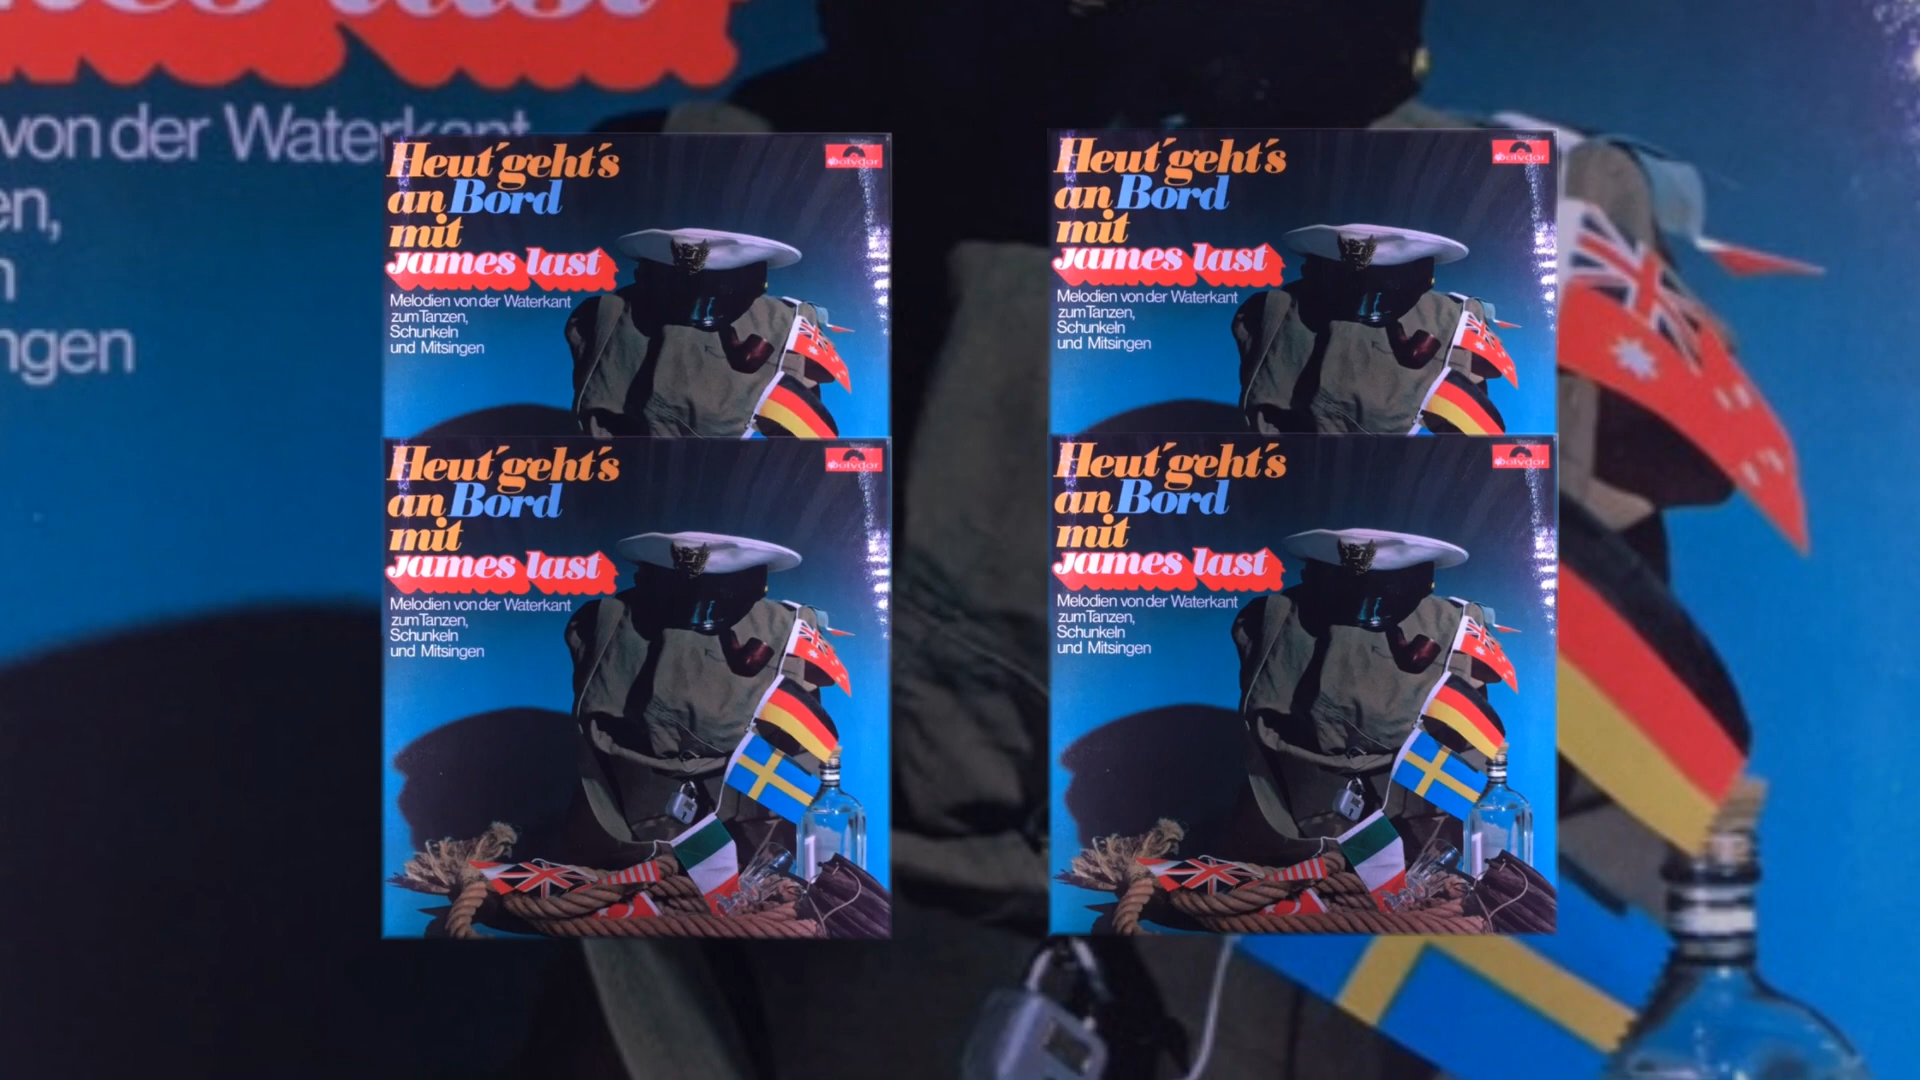 james last
von der Waterkant
en,
n
ngen
Heut´geht´s
an Bord
mit
james last
Melodien von der Waterkant
zum Tanzen,
Schunkeln
und Mitsingen
Polydor
Heut´geht´s
an Bord
mit
james last
Melodien von der Waterkant
zum Tanzen,
Schunkeln
und Mitsingen
Polydor
Heut´geht´s
an Bord
mit
james last
Melodien von der Waterkant
zum Tanzen,
Schunkeln
und Mitsingen
Polydor
Heut´geht´s
an Bord
mit
james last
Melodien von der Waterkant
zum Tanzen,
Schunkeln
und Mitsingen
Polydor